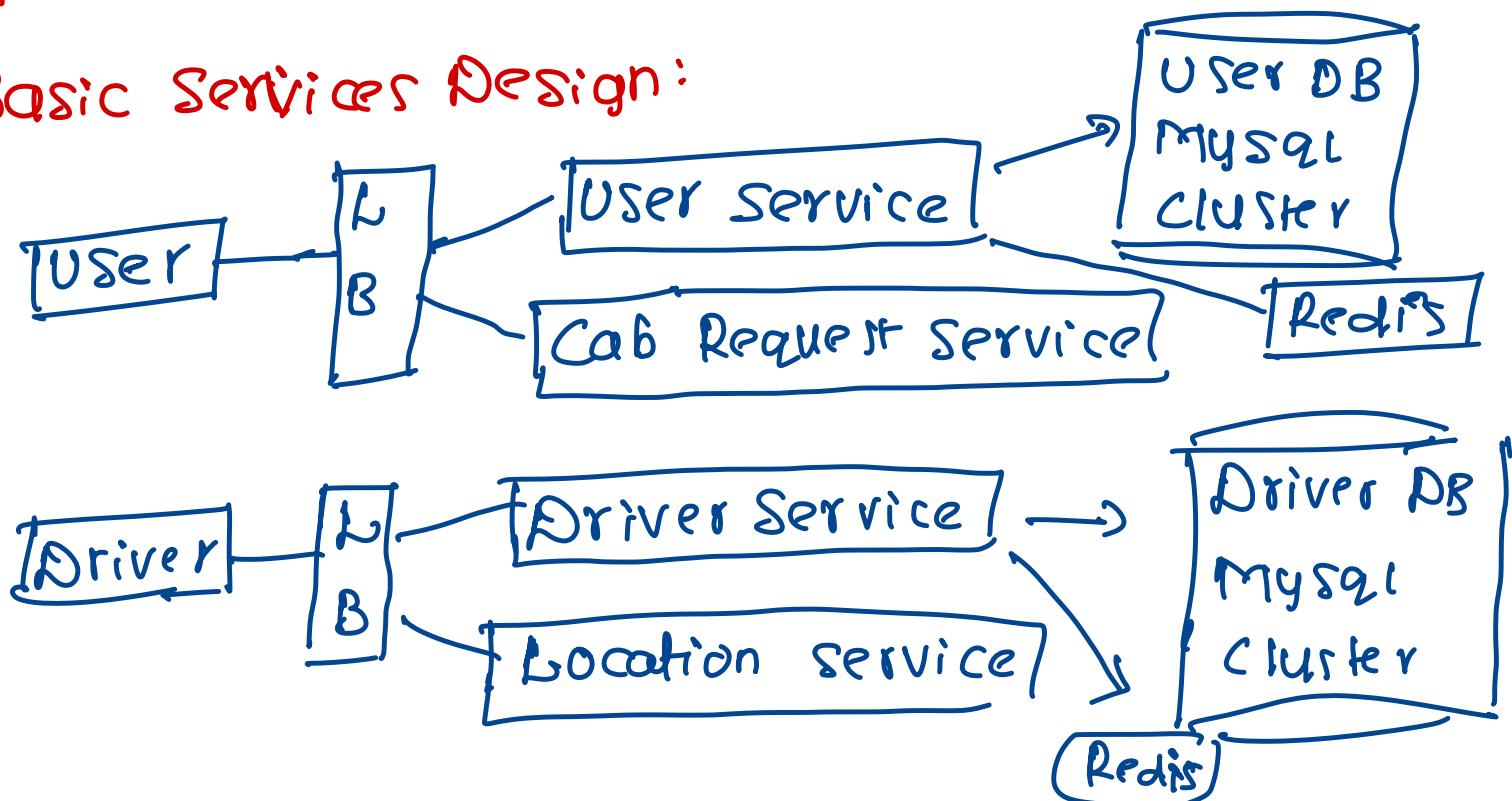 Basic Services Design:
User
L
B
User Service
Cab Request Service
User DB
Mysql
Cluster
Redis
Driver
L
B
Driver Service
Location Service
Driver DB
Mysql
Cluster
Redis